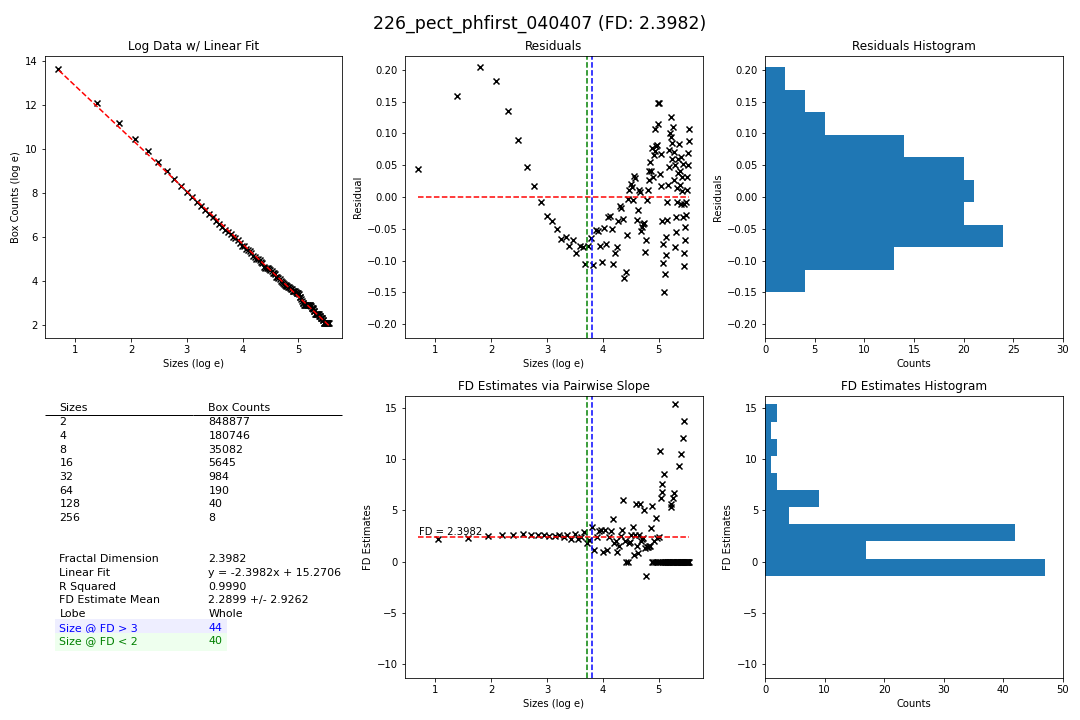 226_pect_phfirst_040407 (FD: 2.3982)
Log Data w/ Linear Fit
Box Counts (log e)
14
12
10
8
6
4
2
1 2 3 4 5
Sizes (log e)
Residuals
Residual
0.20
0.15
0.10
0.05
0.00
−0.05
−0.10
−0.15
−0.20
1 2 3 4 5
Sizes (log e)
Residuals Histogram
Residuals
0.20
0.15
0.10
0.05
0.00
−0.05
−0.10
−0.15
−0.20
0 5 10 15 20 25 30
Counts
Sizes Box Counts
2 848877
4 180746
8 35082
16 5645
32 984
64 190
128 40
256 8
Fractal Dimension 2.3982
Linear Fit y = -2.3982x + 15.2706
R Squared 0.9990
FD Estimate Mean 2.2899 +/- 2.9262
Lobe Whole
Size @ FD > 3 44
Size @ FD < 2 40
FD Estimates via Pairwise Slope
FD Estimates
15
10
5
0
−5
−10
FD = 2.3982
1 2 3 4 5
Sizes (log e)
FD Estimates Histogram
FD Estimates
15
10
5
0
−5
−10
0 10 20 30 40 50
Counts